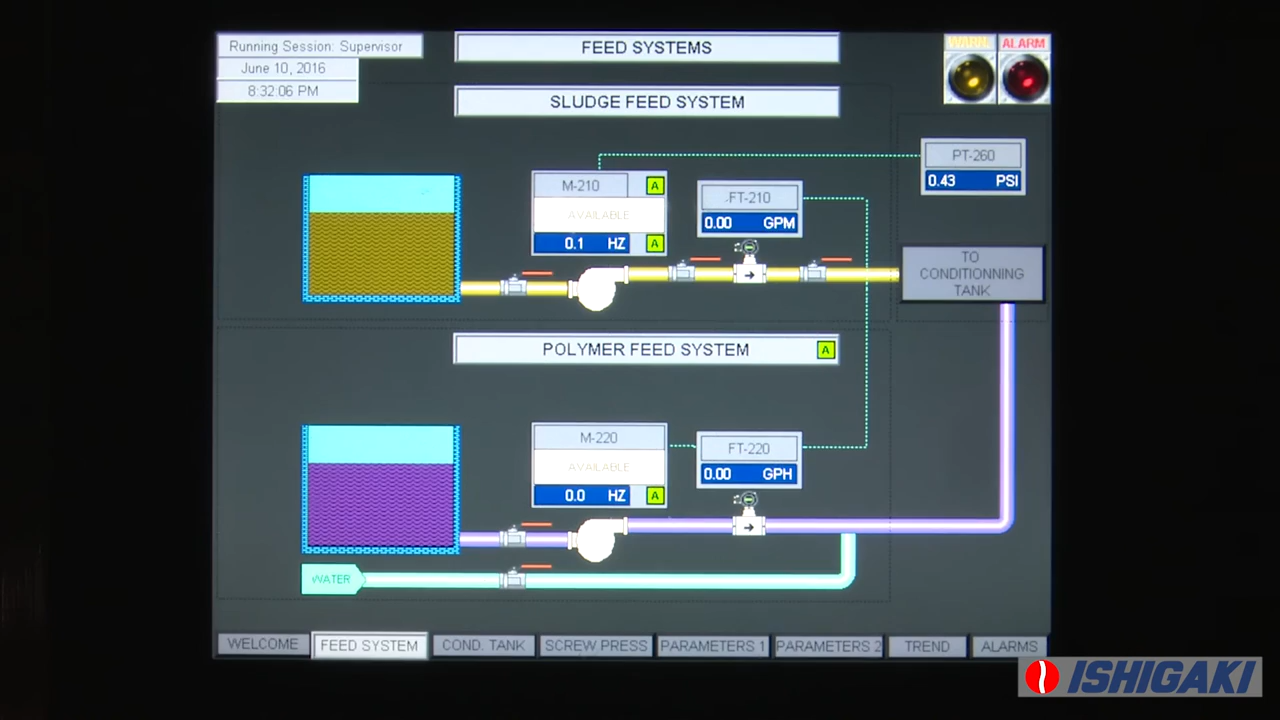 Running Session: Supervisor
June 10, 2016
8:32:06 PM
FEED SYSTEMS
WARN.
ALARM
SLUDGE FEED SYSTEM
PT-260
0.43 PSI
M-210
A
AVAILABLE
0.1 HZ
A
FT-210
0.00 GPM
TO
CONDITIONNING
TANK
POLYMER FEED SYSTEM
A
M-220
AVAILABLE
0.0 HZ
A
FT-220
0.00 GPH
WATER
WELCOME
FEED SYSTEM
COND. TANK
SCREW PRESS
PARAMETERS 1
PARAMETERS 2
TREND
ALARMS
ISHIGAKI